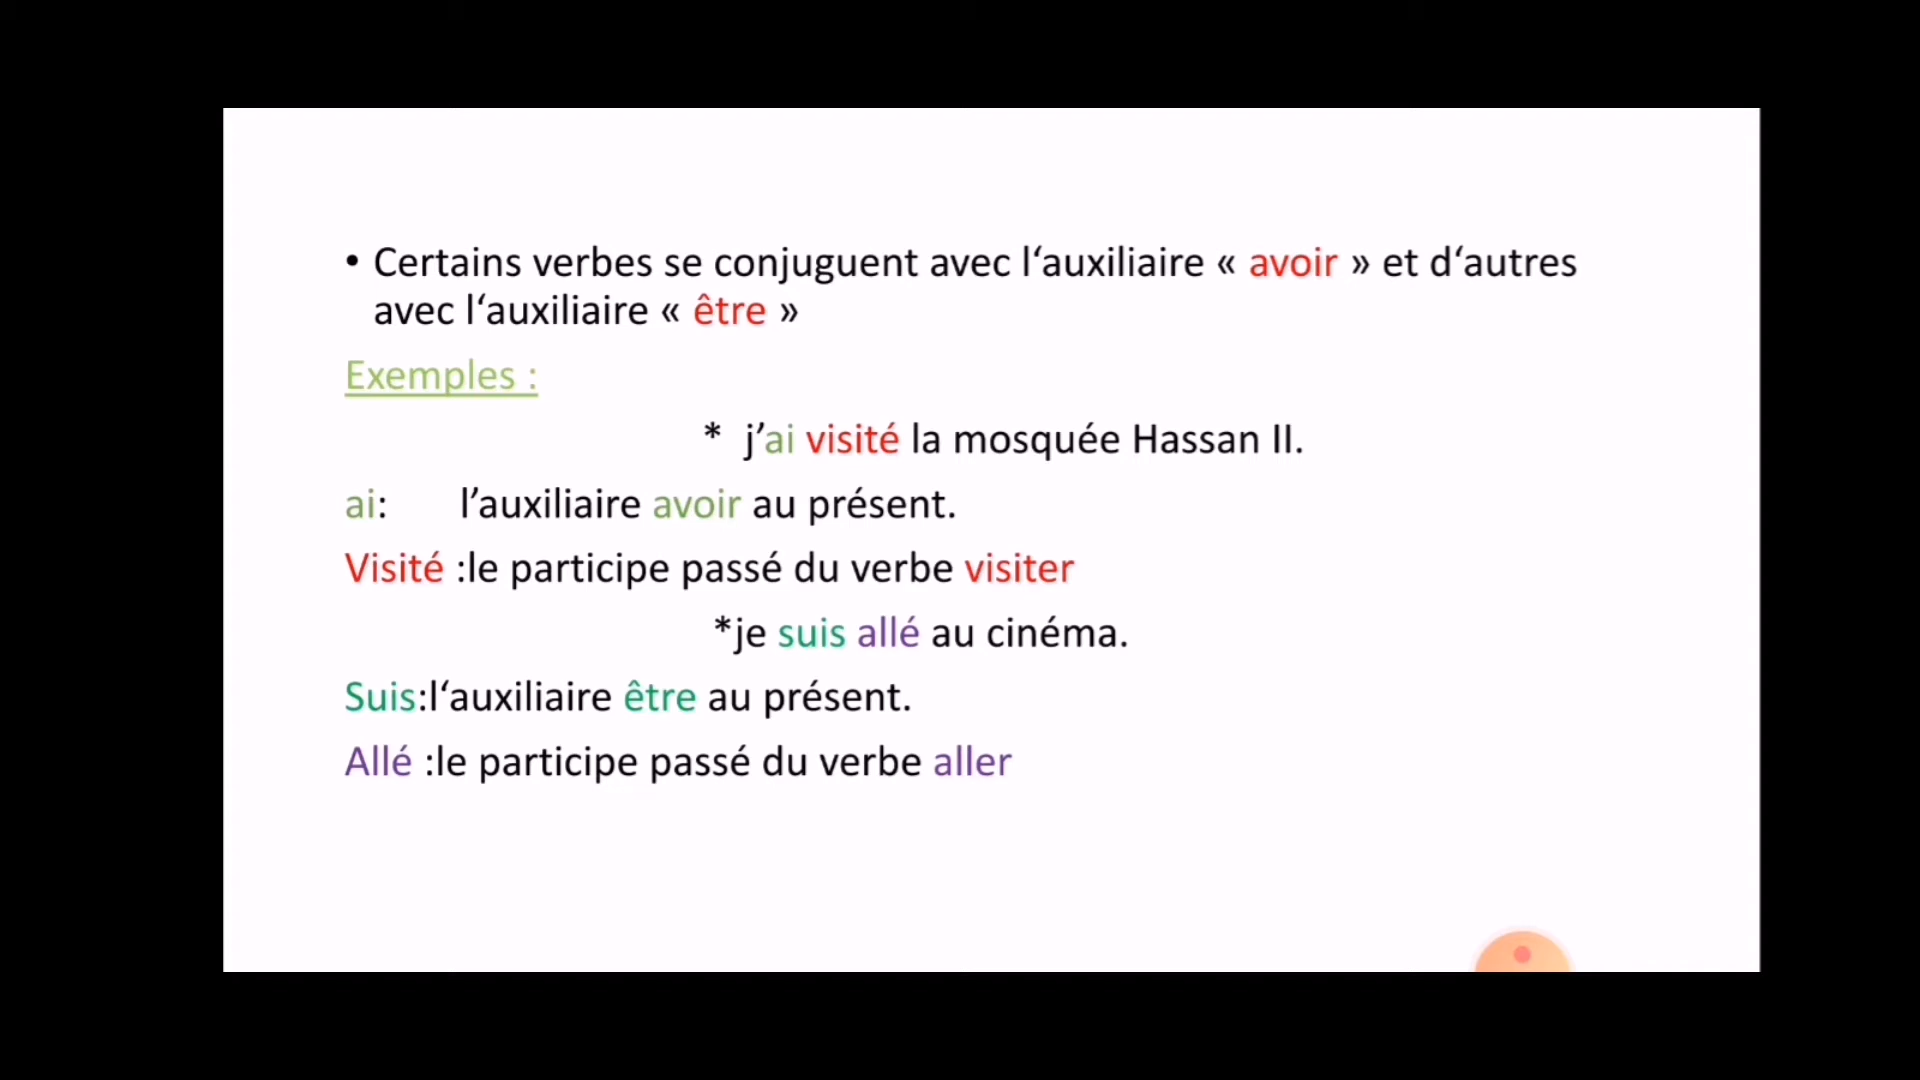 • Certains verbes se conjuguent avec l‘auxiliaire « avoir » et d‘autres
avec l‘auxiliaire « être »
Exemples :
* j’ai visité la mosquée Hassan II.
ai: l’auxiliaire avoir au présent.
Visité :le participe passé du verbe visiter
*je suis allé au cinéma.
Suis:l‘auxiliaire être au présent.
Allé :le participe passé du verbe aller